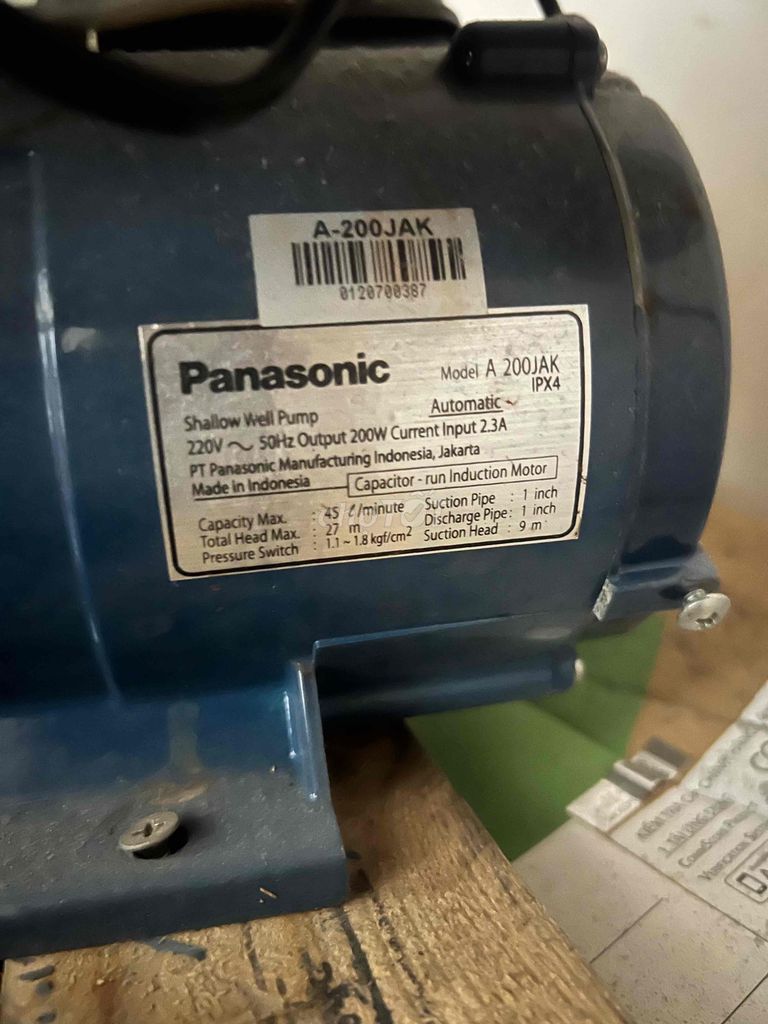 A-200JAK
0120700387
Panasonic
Model A 200JAK
IPX4
Shallow Well Pump
Automatic ~
220V ~ 50Hz Output 200W Current Input 2.3A
PT Panasonic Manufacturing Indonesia, Jakarta
Made in Indonesia
Capacitor - run Induction Motor
Capacity Max. : 45 ℓ/minute
Total Head Max. : 27 m
Pressure Switch : 1.1 ~ 1.8 kgf/cm²
Suction Pipe : 1 inch
Discharge Pipe : 1 inch
Suction Head : 9 m